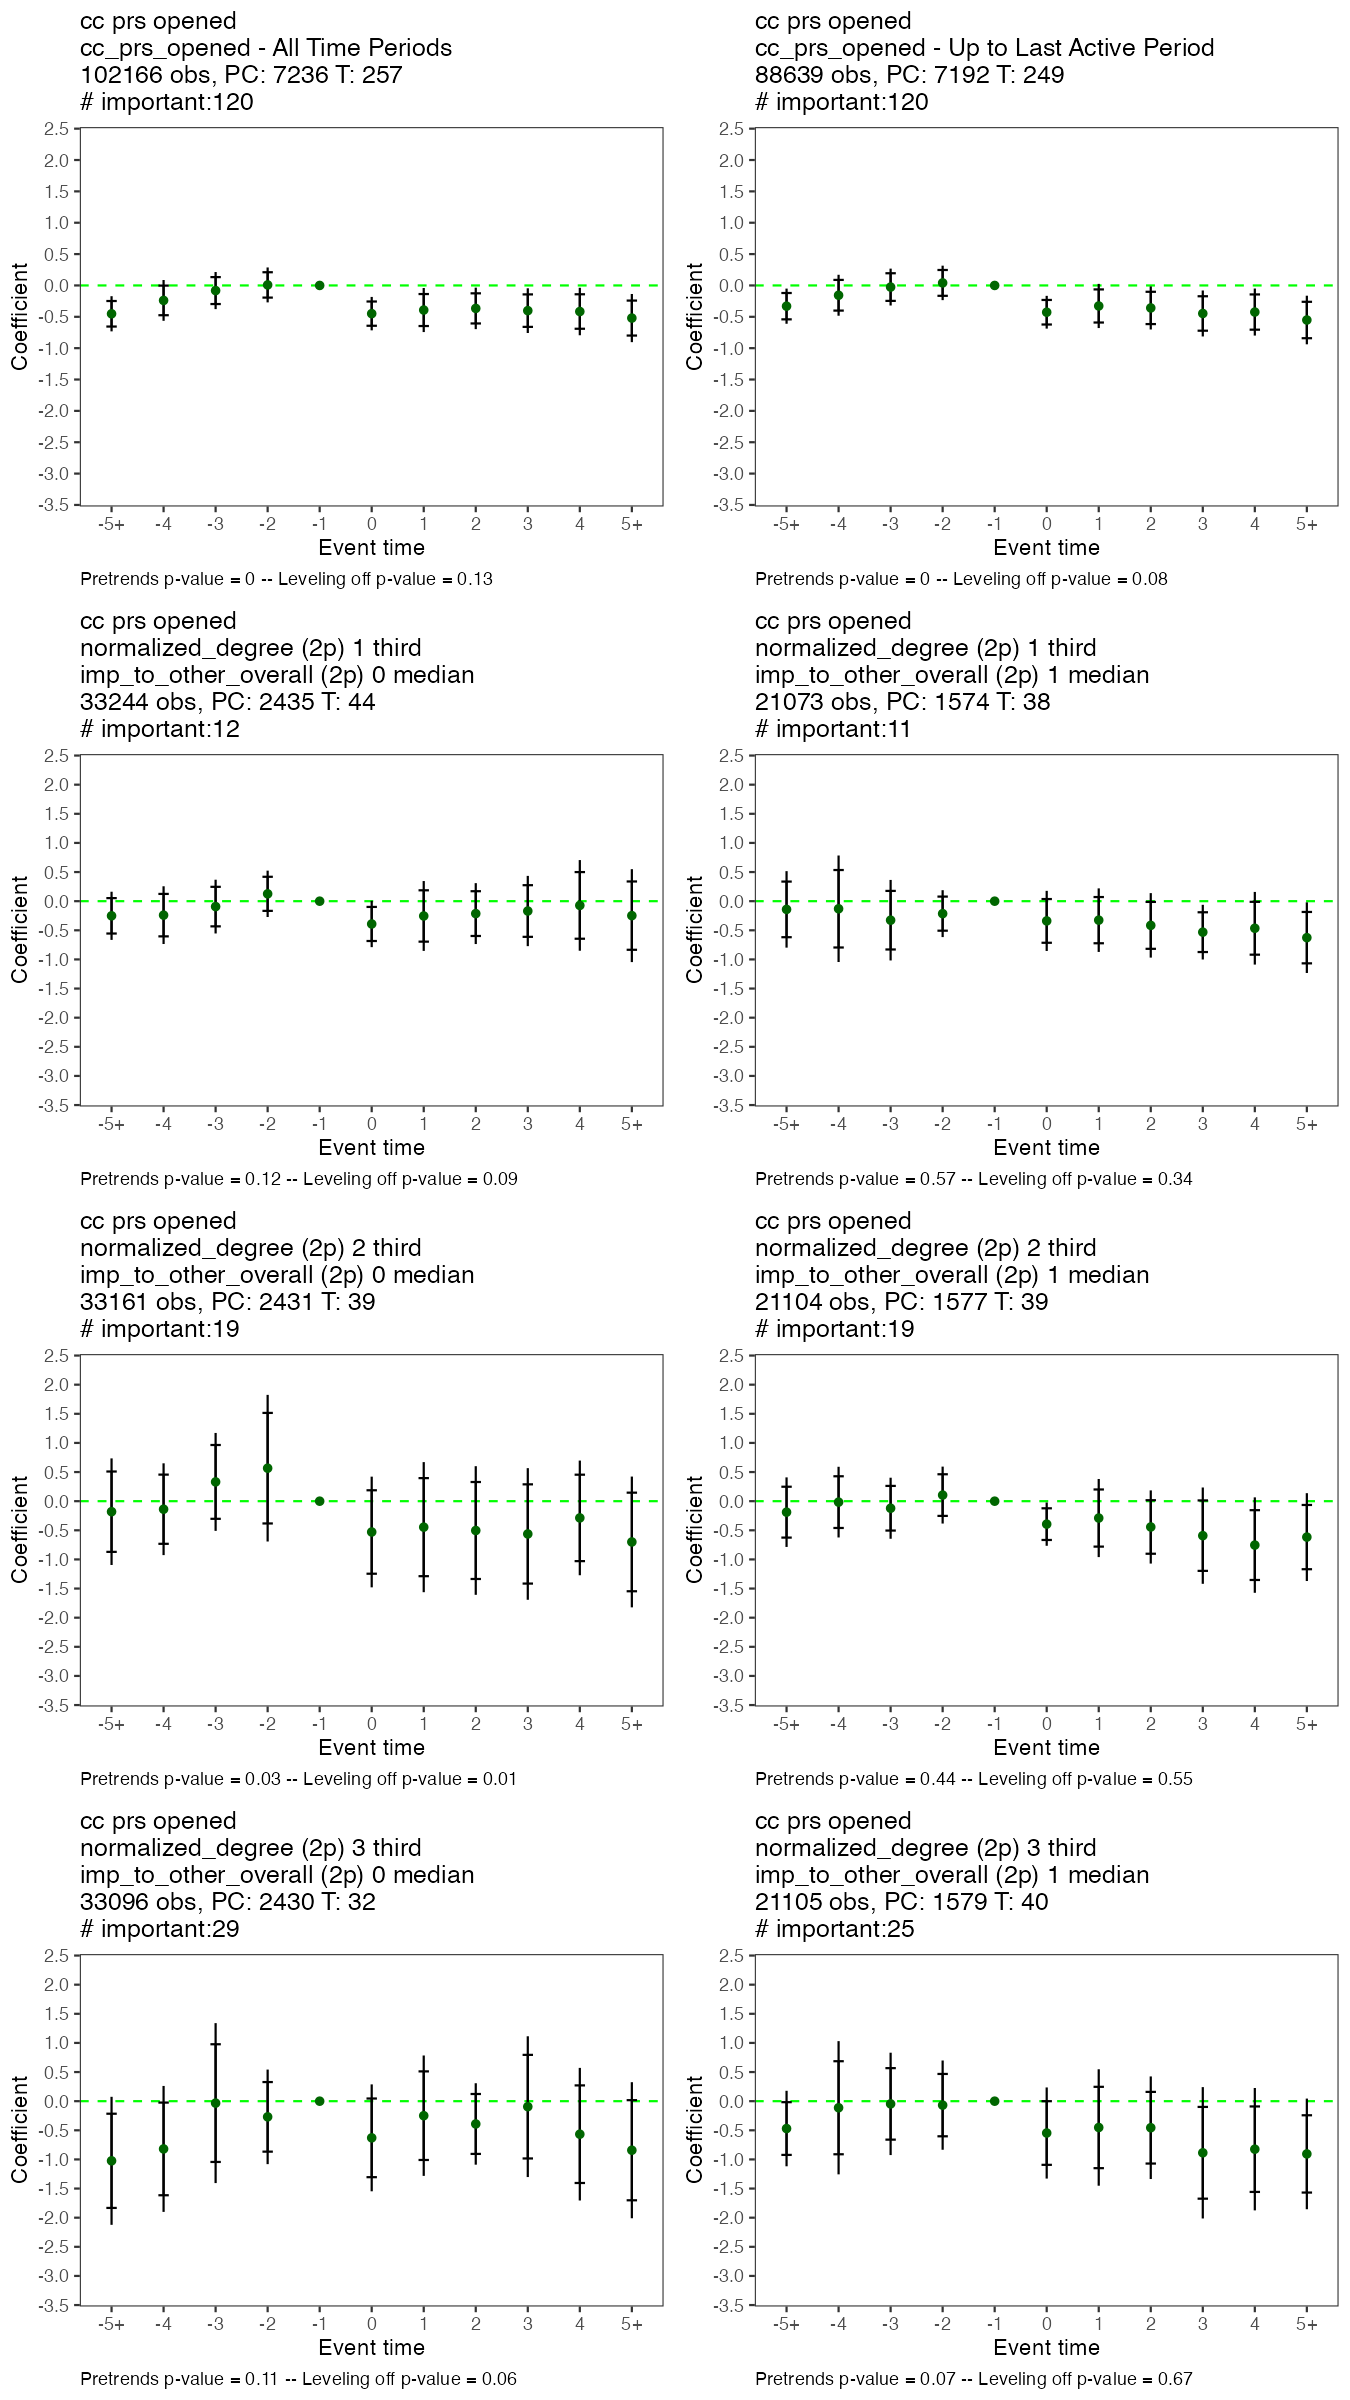 cc prs opened
cc_prs_opened - All Time Periods
102166 obs, PC: 7236 T: 257
# important:120
2.5
2.0
1.5
1.0
0.5
0.0
-0.5
-1.0
-1.5
-2.0
-2.5
-3.0
-3.5
Coefficient
-5+ -4 -3 -2 -1 0 1 2 3 4 5+
Event time
Pretrends p-value = 0 -- Leveling off p-value = 0.13
cc prs opened
cc_prs_opened - Up to Last Active Period
88639 obs, PC: 7192 T: 249
# important:120
2.5
2.0
1.5
1.0
0.5
0.0
-0.5
-1.0
-1.5
-2.0
-2.5
-3.0
-3.5
Coefficient
-5+ -4 -3 -2 -1 0 1 2 3 4 5+
Event time
Pretrends p-value = 0 -- Leveling off p-value = 0.08
cc prs opened
normalized_degree (2p) 1 third
imp_to_other_overall (2p) 0 median
33244 obs, PC: 2435 T: 44
# important:12
2.5
2.0
1.5
1.0
0.5
0.0
-0.5
-1.0
-1.5
-2.0
-2.5
-3.0
-3.5
Coefficient
-5+ -4 -3 -2 -1 0 1 2 3 4 5+
Event time
Pretrends p-value = 0.12 -- Leveling off p-value = 0.09
cc prs opened
normalized_degree (2p) 1 third
imp_to_other_overall (2p) 1 median
21073 obs, PC: 1574 T: 38
# important:11
2.5
2.0
1.5
1.0
0.5
0.0
-0.5
-1.0
-1.5
-2.0
-2.5
-3.0
-3.5
Coefficient
-5+ -4 -3 -2 -1 0 1 2 3 4 5+
Event time
Pretrends p-value = 0.57 -- Leveling off p-value = 0.34
cc prs opened
normalized_degree (2p) 2 third
imp_to_other_overall (2p) 0 median
33161 obs, PC: 2431 T: 39
# important:19
2.5
2.0
1.5
1.0
0.5
0.0
-0.5
-1.0
-1.5
-2.0
-2.5
-3.0
-3.5
Coefficient
-5+ -4 -3 -2 -1 0 1 2 3 4 5+
Event time
Pretrends p-value = 0.03 -- Leveling off p-value = 0.01
cc prs opened
normalized_degree (2p) 2 third
imp_to_other_overall (2p) 1 median
21104 obs, PC: 1577 T: 39
# important:19
2.5
2.0
1.5
1.0
0.5
0.0
-0.5
-1.0
-1.5
-2.0
-2.5
-3.0
-3.5
Coefficient
-5+ -4 -3 -2 -1 0 1 2 3 4 5+
Event time
Pretrends p-value = 0.44 -- Leveling off p-value = 0.55
cc prs opened
normalized_degree (2p) 3 third
imp_to_other_overall (2p) 0 median
33096 obs, PC: 2430 T: 32
# important:29
2.5
2.0
1.5
1.0
0.5
0.0
-0.5
-1.0
-1.5
-2.0
-2.5
-3.0
-3.5
Coefficient
-5+ -4 -3 -2 -1 0 1 2 3 4 5+
Event time
Pretrends p-value = 0.11 -- Leveling off p-value = 0.06
cc prs opened
normalized_degree (2p) 3 third
imp_to_other_overall (2p) 1 median
21105 obs, PC: 1579 T: 40
# important:25
2.5
2.0
1.5
1.0
0.5
0.0
-0.5
-1.0
-1.5
-2.0
-2.5
-3.0
-3.5
Coefficient
-5+ -4 -3 -2 -1 0 1 2 3 4 5+
Event time
Pretrends p-value = 0.07 -- Leveling off p-value = 0.67